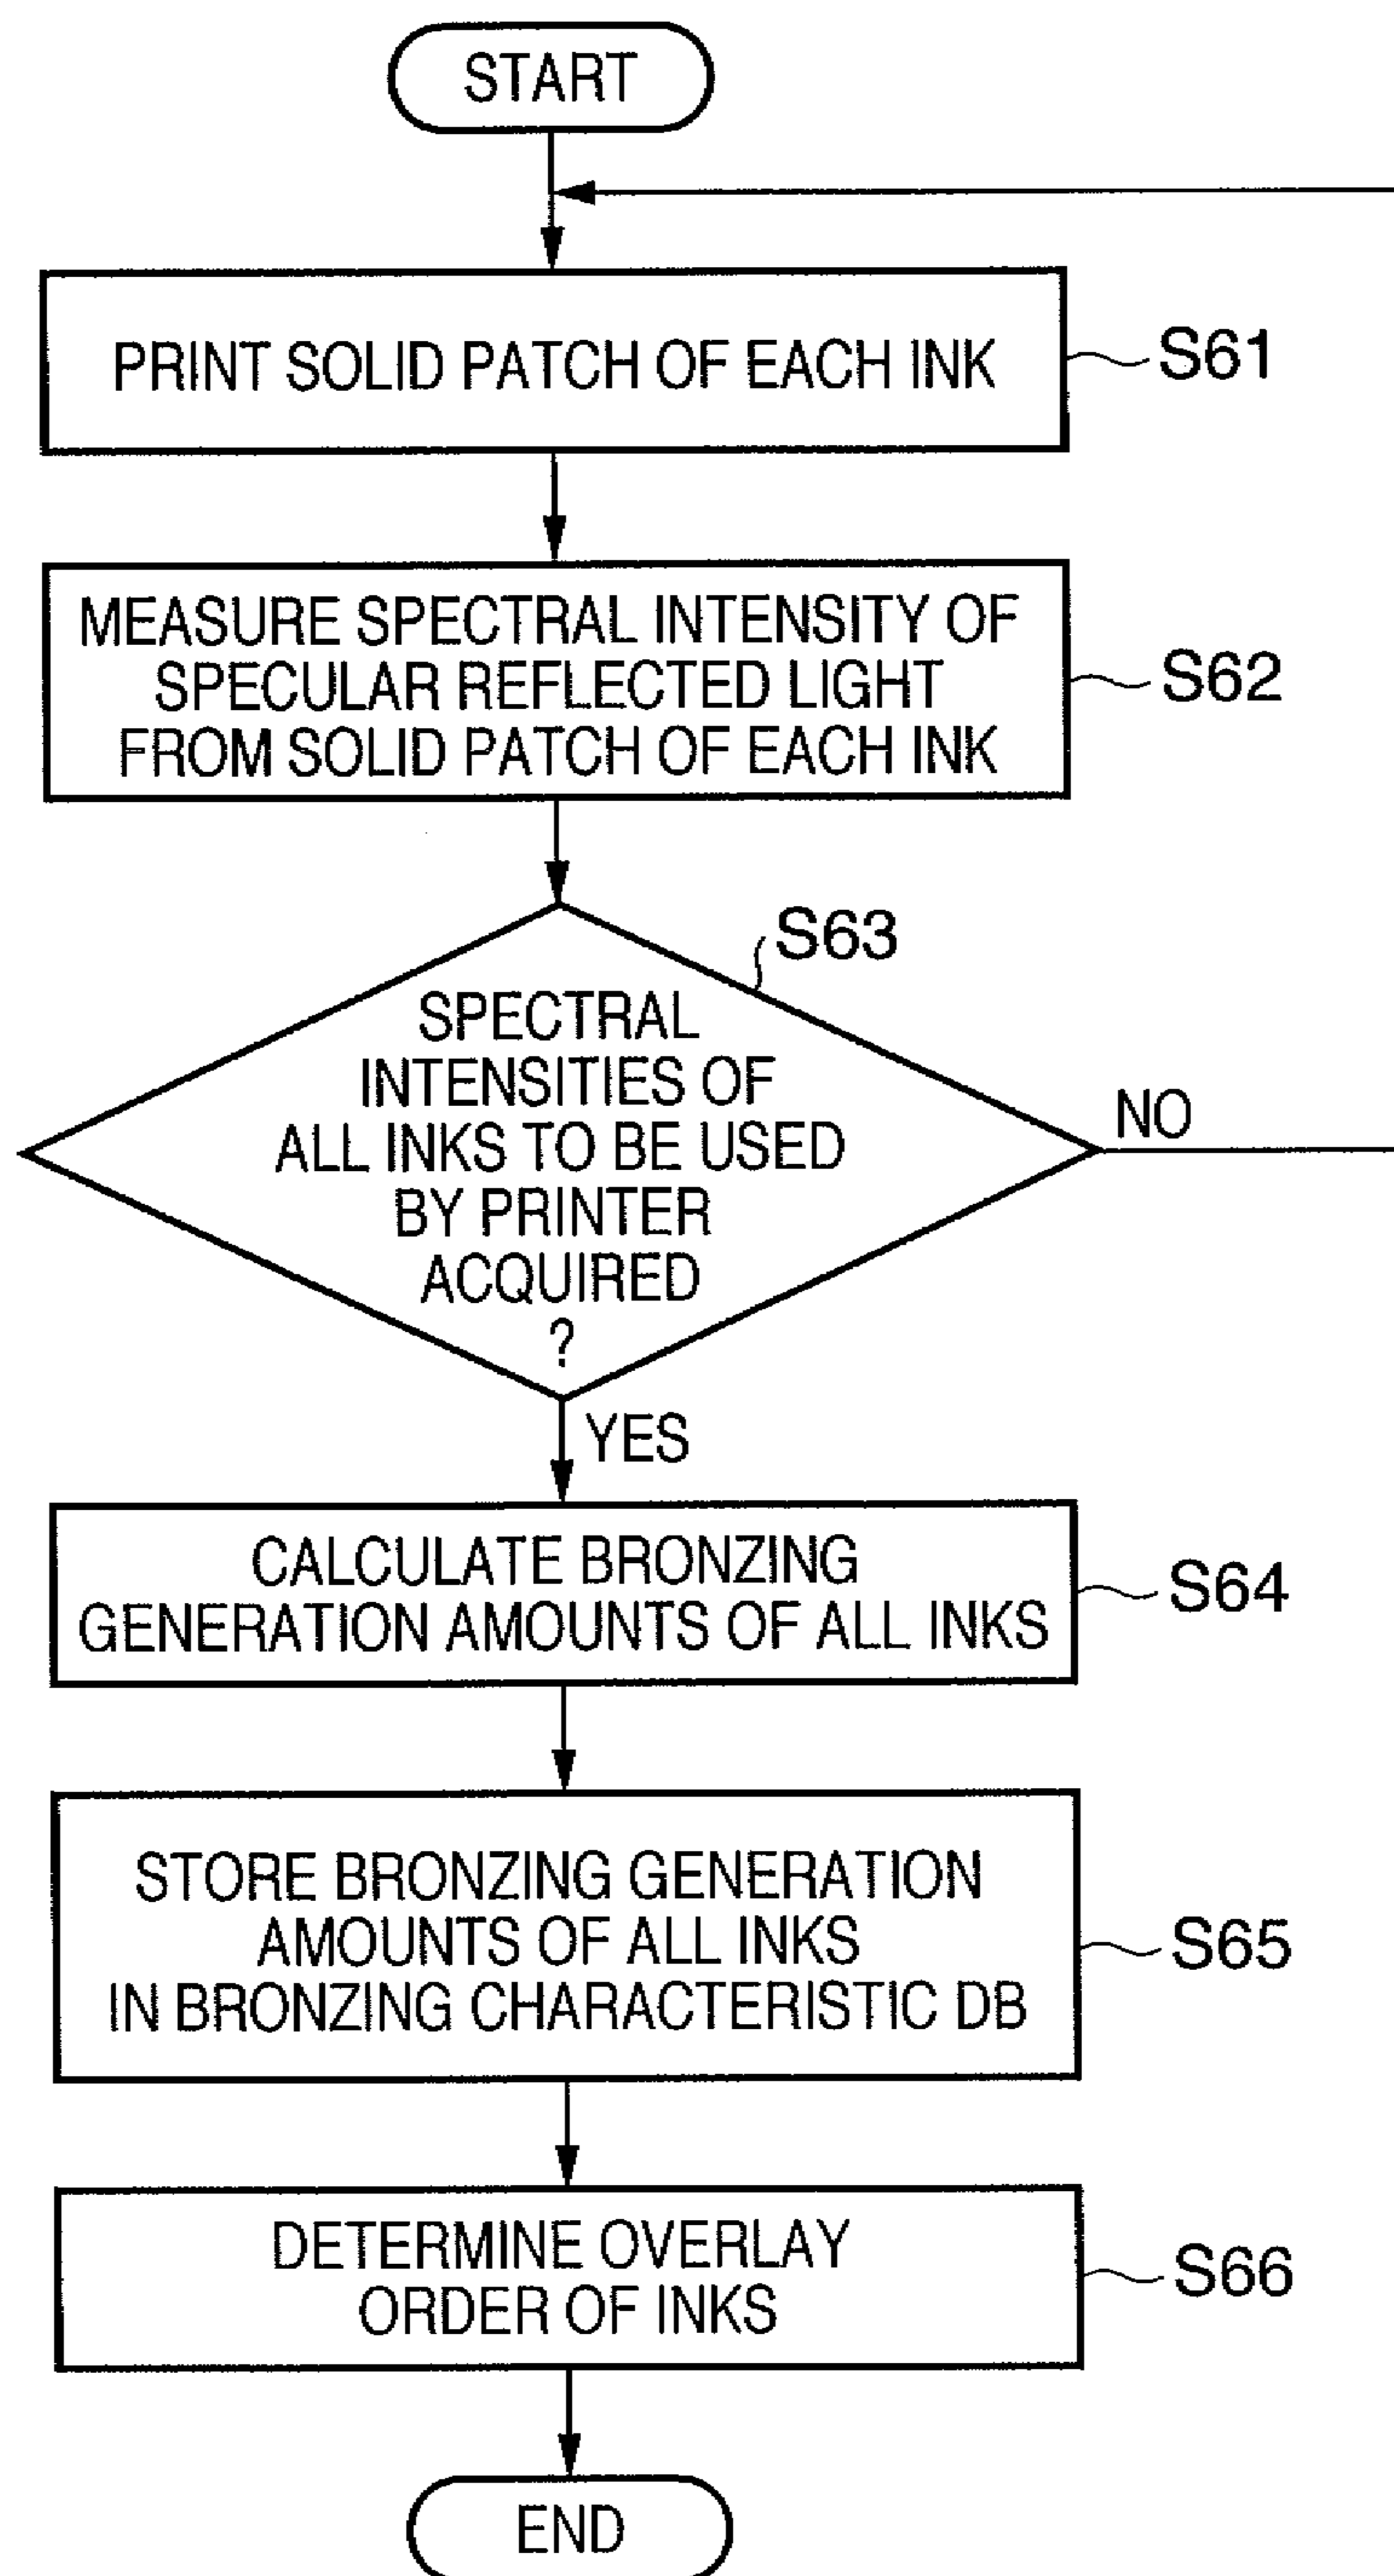 START
PRINT SOLID PATCH OF EACH INK
S61
MEASURE SPECTRAL INTENSITY OF
SPECULAR REFLECTED LIGHT
FROM SOLID PATCH OF EACH INK
S62
S63
SPECTRAL
INTENSITIES OF
ALL INKS TO BE USED
BY PRINTER
ACQUIRED
?
NO
YES
CALCULATE BRONZING
GENERATION AMOUNTS OF ALL INKS
S64
STORE BRONZING GENERATION
AMOUNTS OF ALL INKS
IN BRONZING CHARACTERISTIC DB
S65
DETERMINE OVERLAY
ORDER OF INKS
S66
END